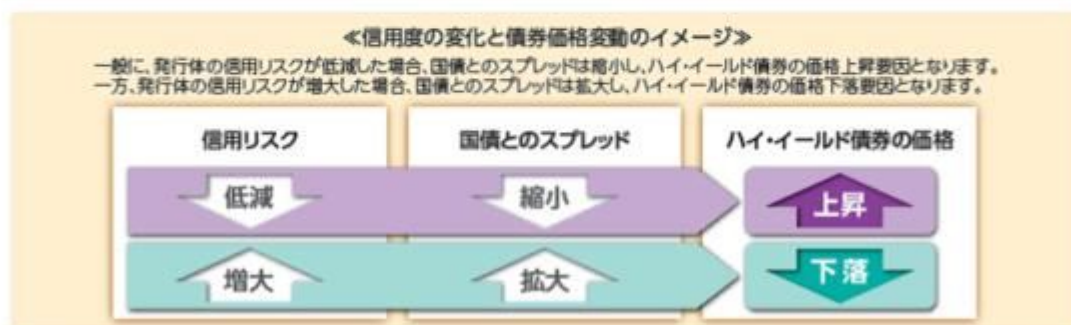 ≪信用度の変化と債券価格変動のイメージ≫
一般に、発行体の信用リスクが低減した場合、国債とのスプレッドは縮小し、ハイ・イールド債券の価格上昇要因となります。
一方、発行体の信用リスクが増大した場合、国債とのスプレッドは拡大し、ハイ・イールド債券の価格下落要因となります。
信用リスク 国債とのスプレッド ハイ・イールド債券の価格
低減 縮小 上昇
増大 拡大 下落